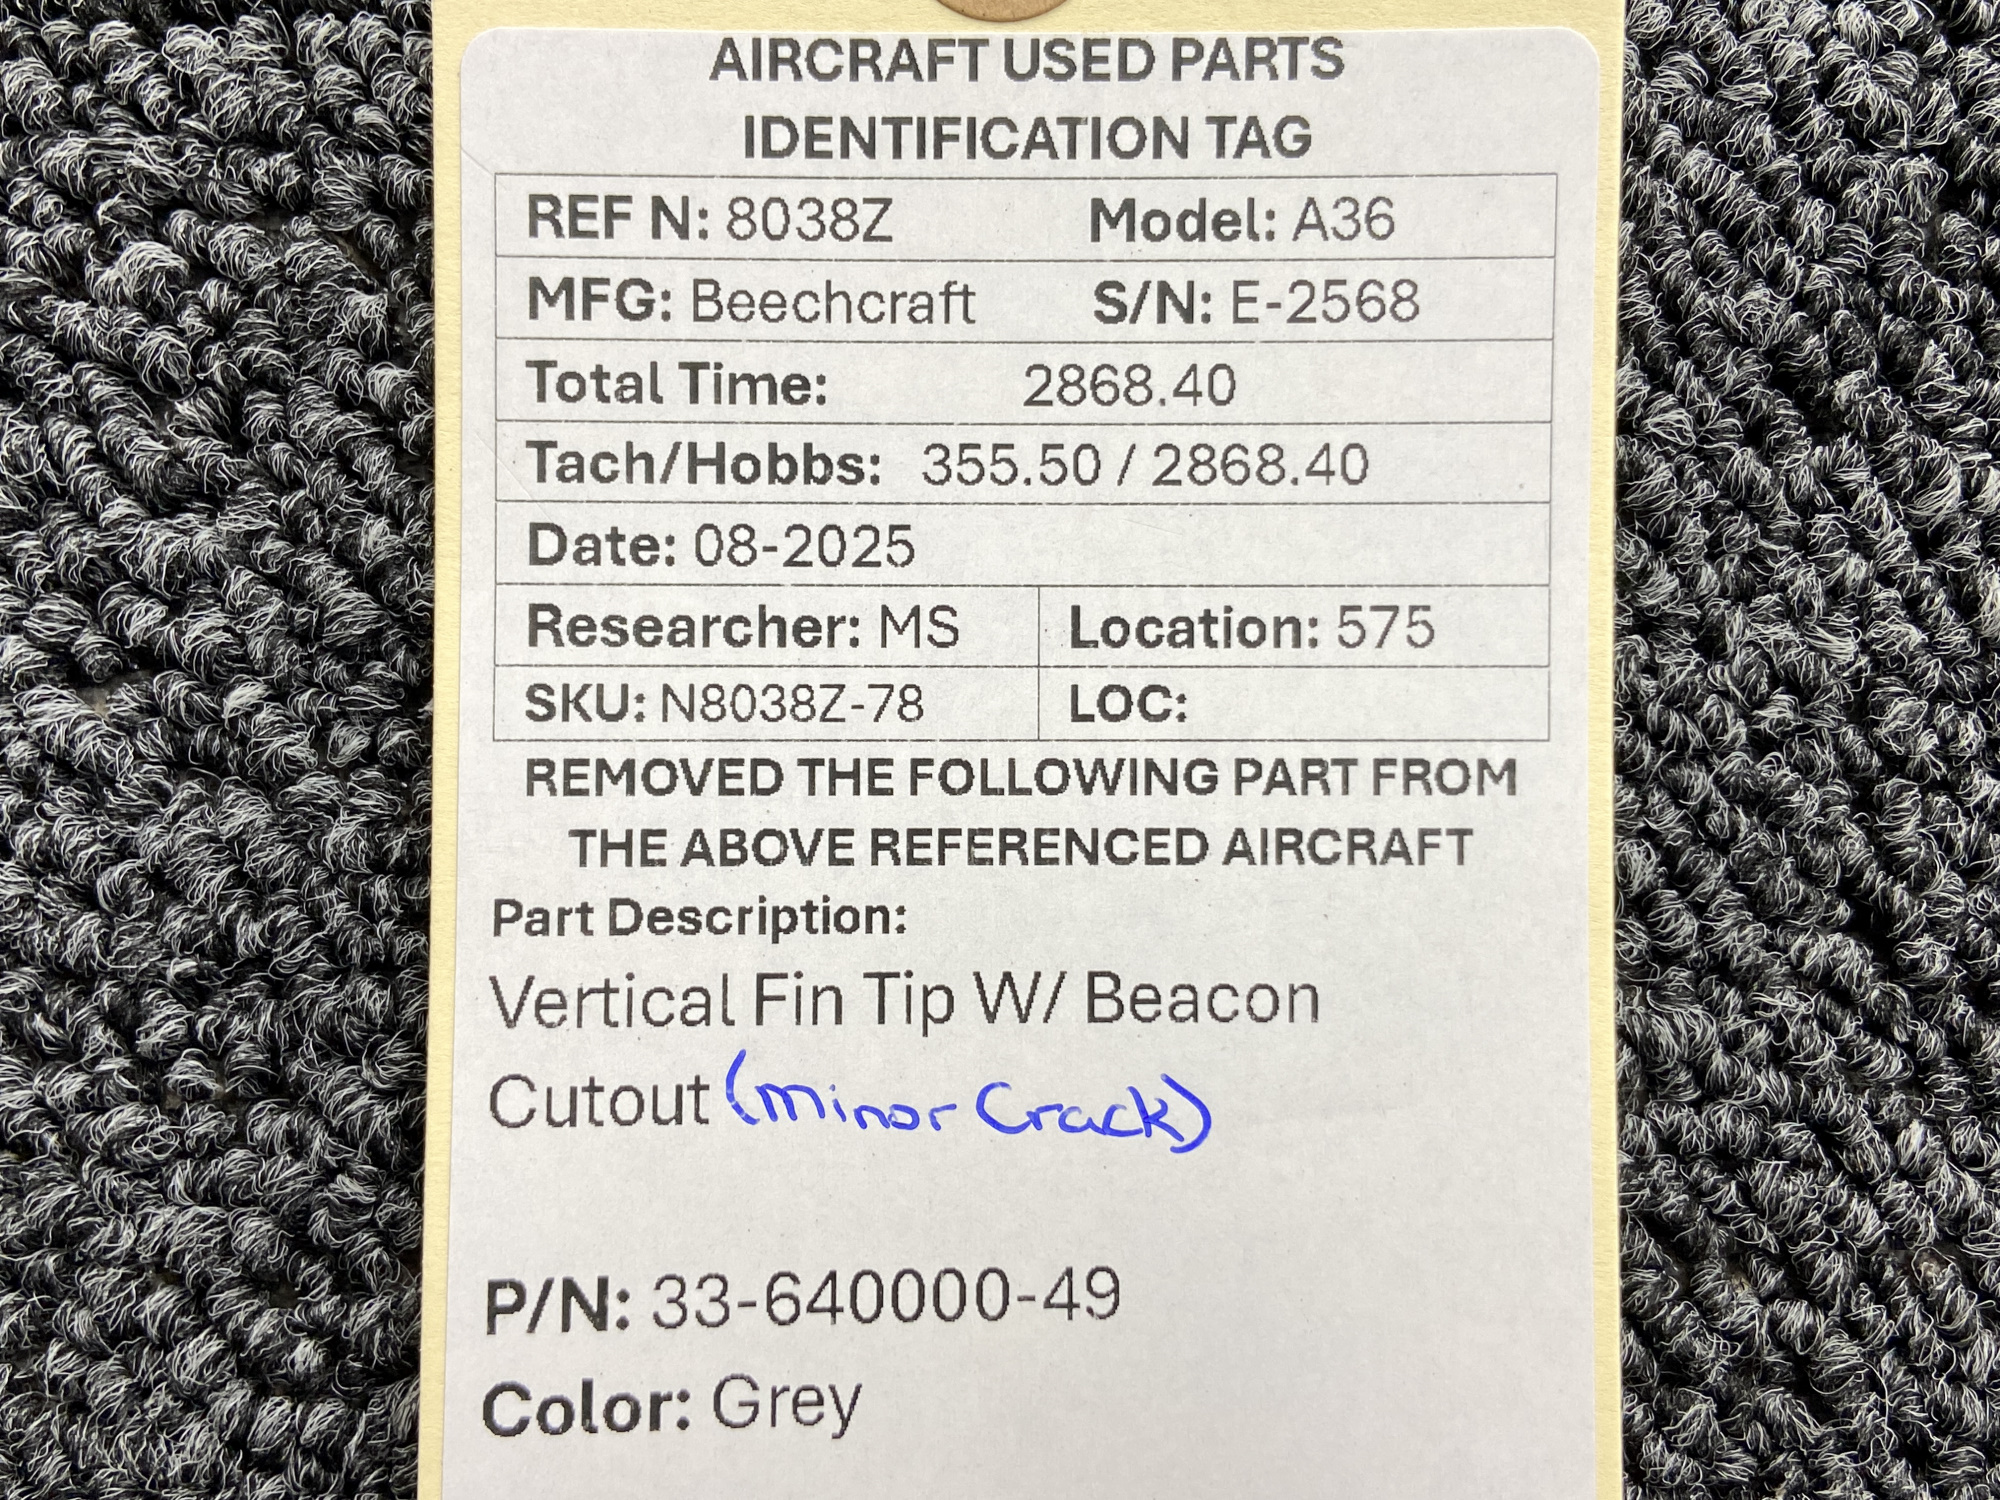 AIRCRAFT USED PARTS
IDENTIFICATION TAG
REF N: 8038Z Model: A36
MFG: Beechcraft S/N: E-2568
Total Time: 2868.40
Tach/Hobbs: 355.50 / 2868.40
Date: 08-2025
Researcher: MS Location: 575
SKU: N8038Z-78 LOC:
REMOVED THE FOLLOWING PART FROM
THE ABOVE REFERENCED AIRCRAFT
Part Description:
Vertical Fin Tip W/ Beacon
Cutout (Minor Crack)
P/N: 33-640000-49
Color: Grey